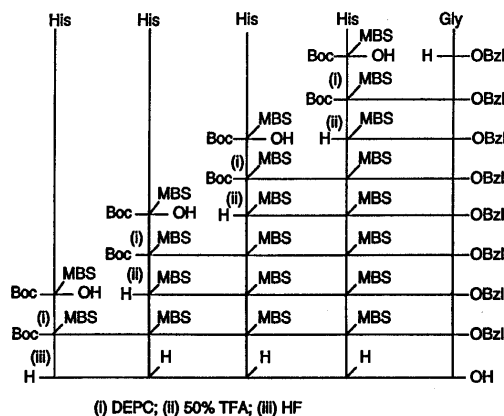 His His His His Gly
MBS
Boc OH H OBzl
(i) MBS
Boc OBzl
MBS (ii) MBS
Boc OH H OBzl
(i) MBS MBS
Boc OBzl
MBS (ii) MBS MBS
Boc OH H OBzl
(i) MBS MBS MBS
Boc OBzl
MBS (ii) MBS MBS MBS
Boc OH H OBzl
(i) MBS MBS MBS MBS
Boc OBzl
(iii) H H H
H OH
(i) DEPC; (ii) 50% TFA; (iii) HF